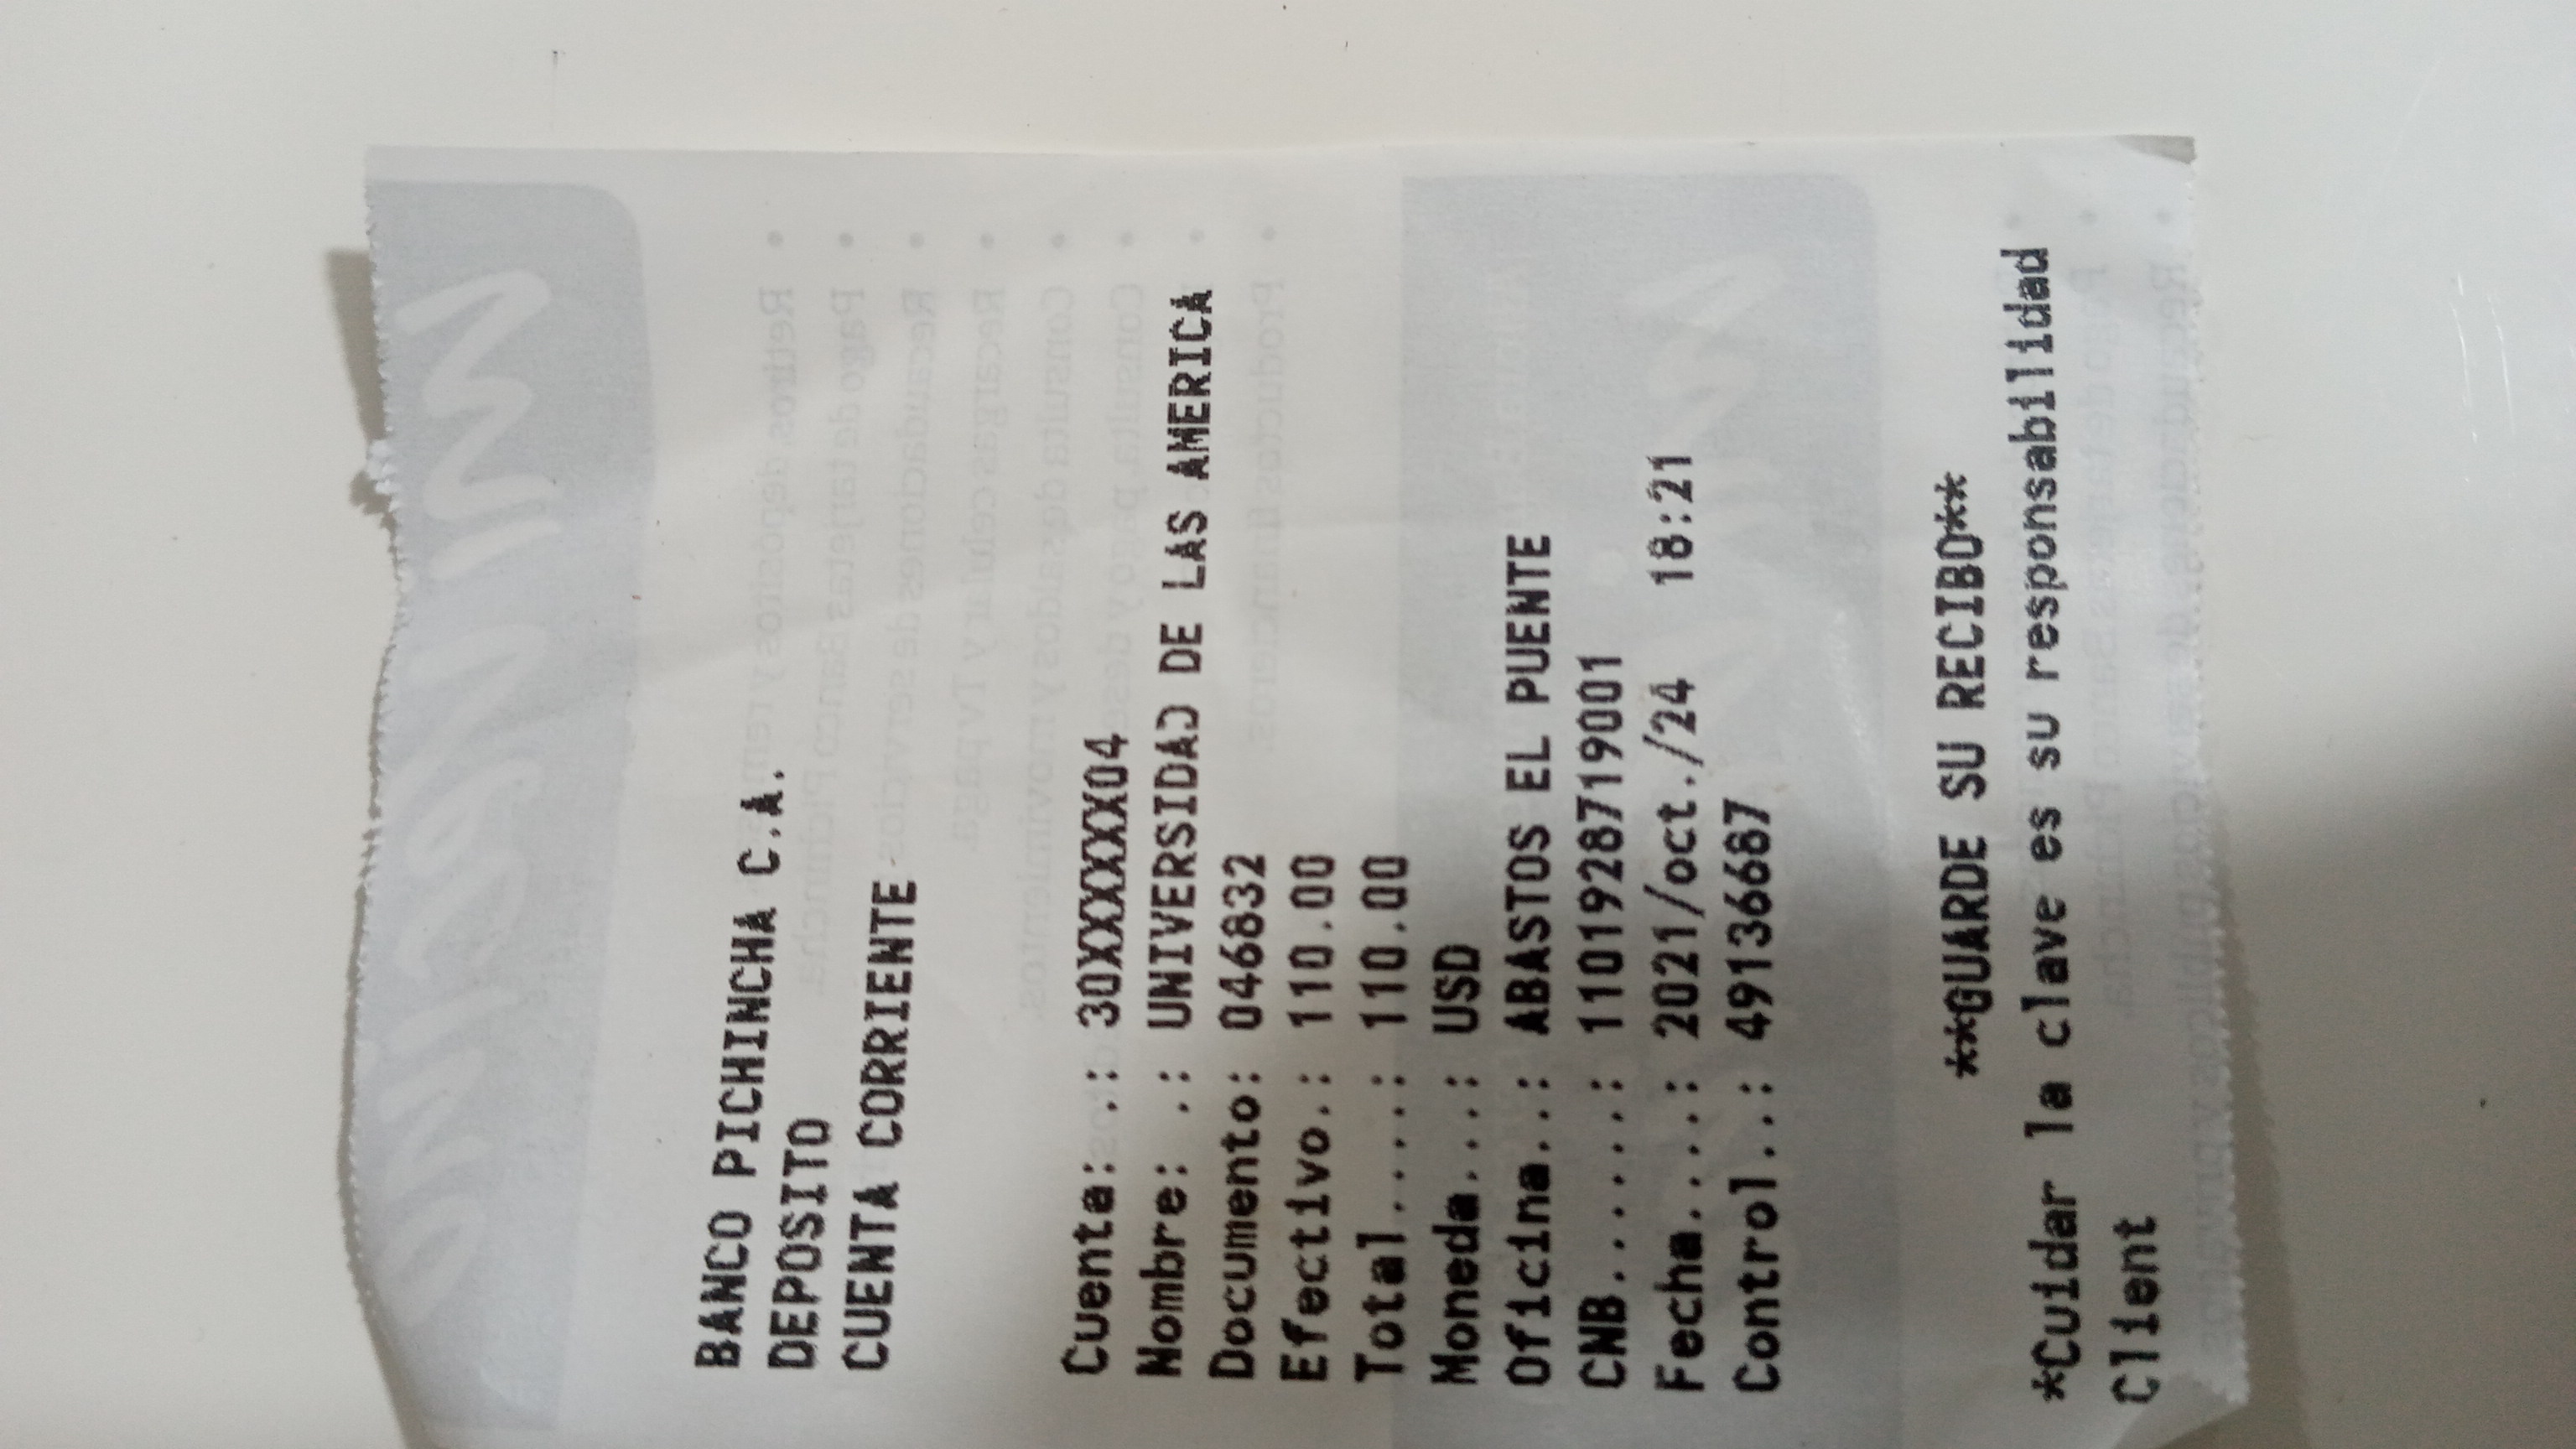 BANCO PICHINCHA C.A.
DEPOSITO
CUENTA CORRIENTE
Cuenta: .: 30XXXXXX04
Nombre: .: UNIVERSIDAD DE LAS AMERICA
Documento: 046832
Efectivo.: 110.00
Total.....: 110.00
Moneda...: USD
Oficina..: ABASTOS EL PUENTE
CNB.......: 1101928719001
Fecha....: 2021/oct./24 18:21
Control..: 491366687
**GUARDE SU RECIBO**
*Cuidar la clave es su responsabilidad
Client